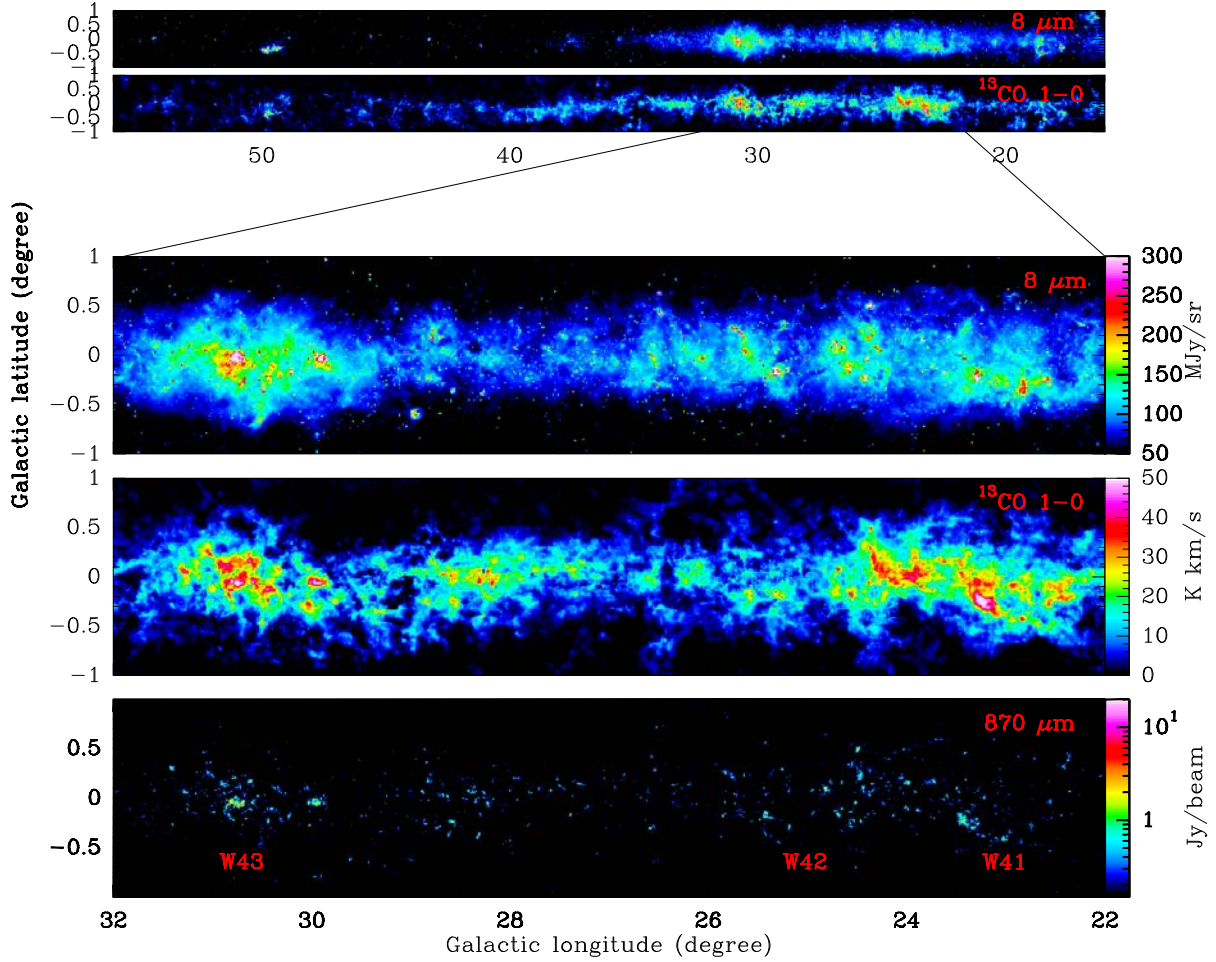 1
0.5
0
−0.5
−1
8 μm
1
0.5
0
−0.5
−1
¹³CO 1−0
50 40 30 20
Galactic latitude (degree)
1
0.5
0
−0.5
−1
8 μm
300
250
200
150
100
50
MJy/sr
1
0.5
0
−0.5
−1
¹³CO 1−0
50
40
30
20
10
0
K km/s
0.5
0
−0.5
870 μm
W43 W42 W41
10¹
1
Jy/beam
32 30 28 26 24 22
Galactic longitude (degree)